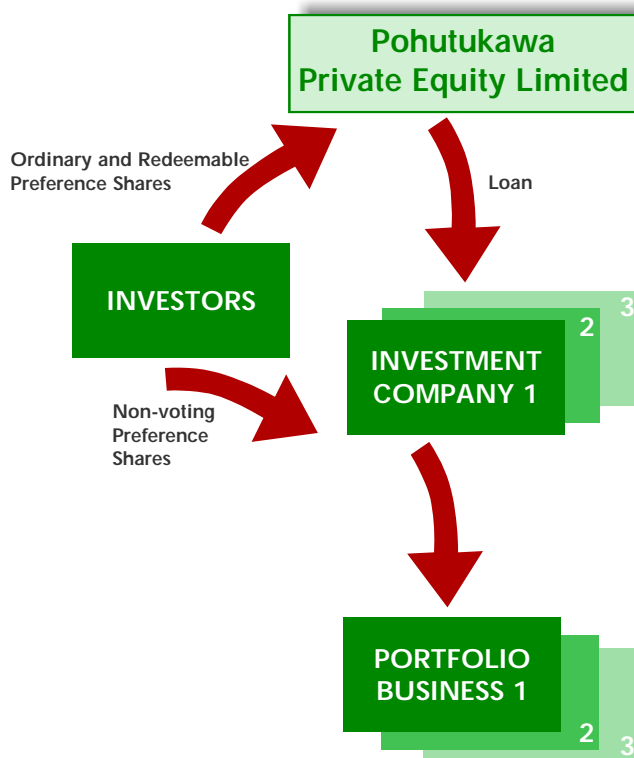 Pohutukawa
Private Equity Limited
Ordinary and Redeemable
Preference Shares
Loan
INVESTORS
3
2
INVESTMENT
COMPANY 1
Non-voting
Preference
Shares
PORTFOLIO
BUSINESS 1
2
3